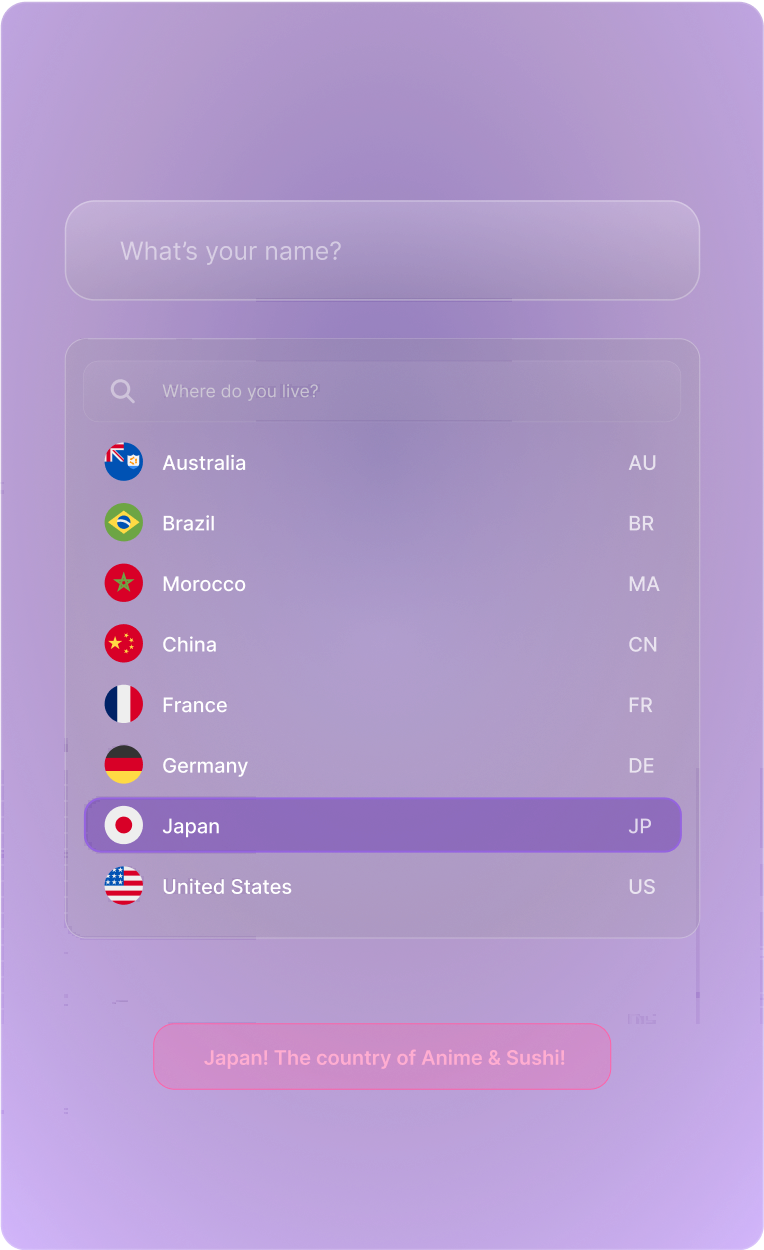 What’s your name?
Where do you live?
Australia AU
Brazil BR
Morocco MA
China CN
France FR
Germany DE
Japan JP
United States US
Japan! The country of Anime & Sushi!